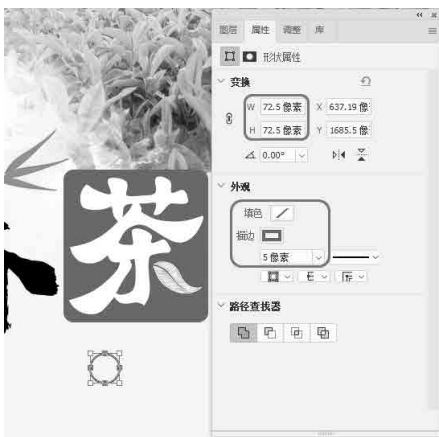 图层 属性 调整 库
形状属性
变换
W 72.5 像素 X 637.19 像
H 72.5 像素 Y 1685.5 像
0.00°
外观
填色
描边
5 像素
路径查找器
茶